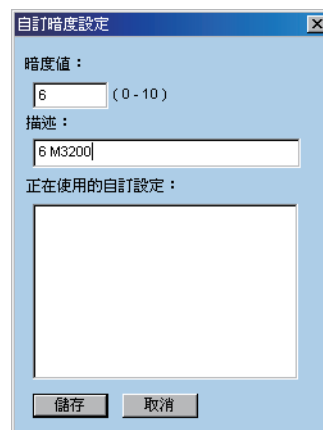 自訂暗度設定
暗度值：
6 (0-10)
描述：
6 M3200
正在使用的自訂設定：
儲存 取消